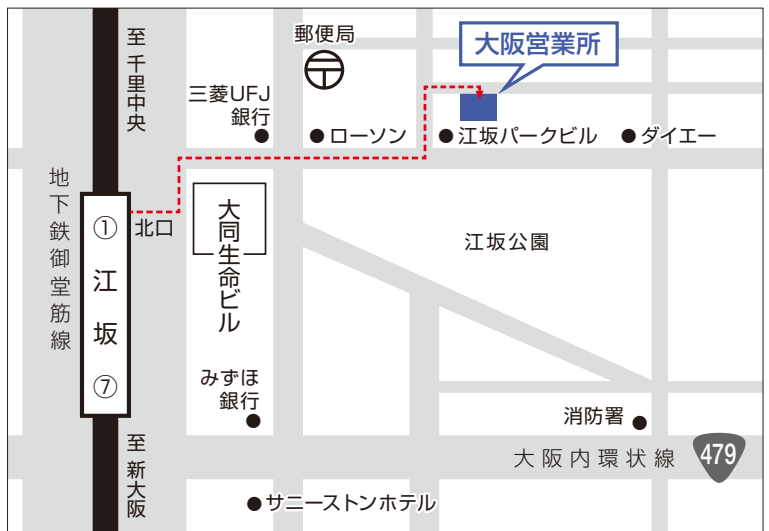 至 千里中央
郵便局
大阪営業所
三菱UFJ
銀行
ローソン
江坂パークビル
ダイエー
地下鉄御堂筋線
① 江坂 ⑦
北口
大同生命ビル
江坂公園
みずほ
銀行
消防署
大阪内環状線
479
至 新大阪
サニーストンホテル